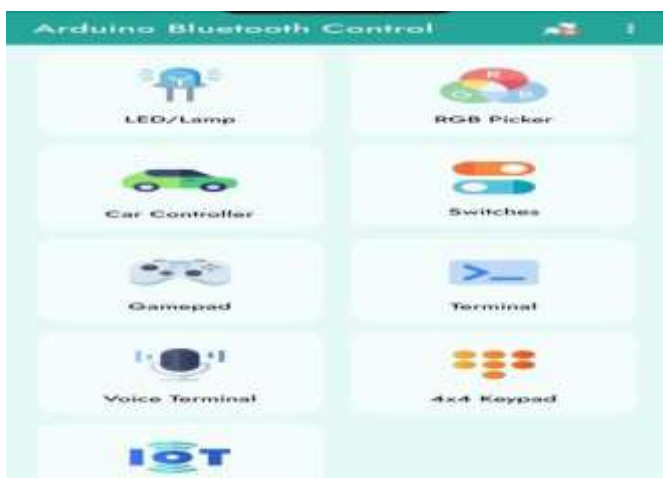 Arduino Bluetooth Control
LED/Lamp
R
G B
RGB Picker
Car Controller
Switches
Gamepad
>_
Terminal
Voice Terminal
4x4 Keypad
IOT